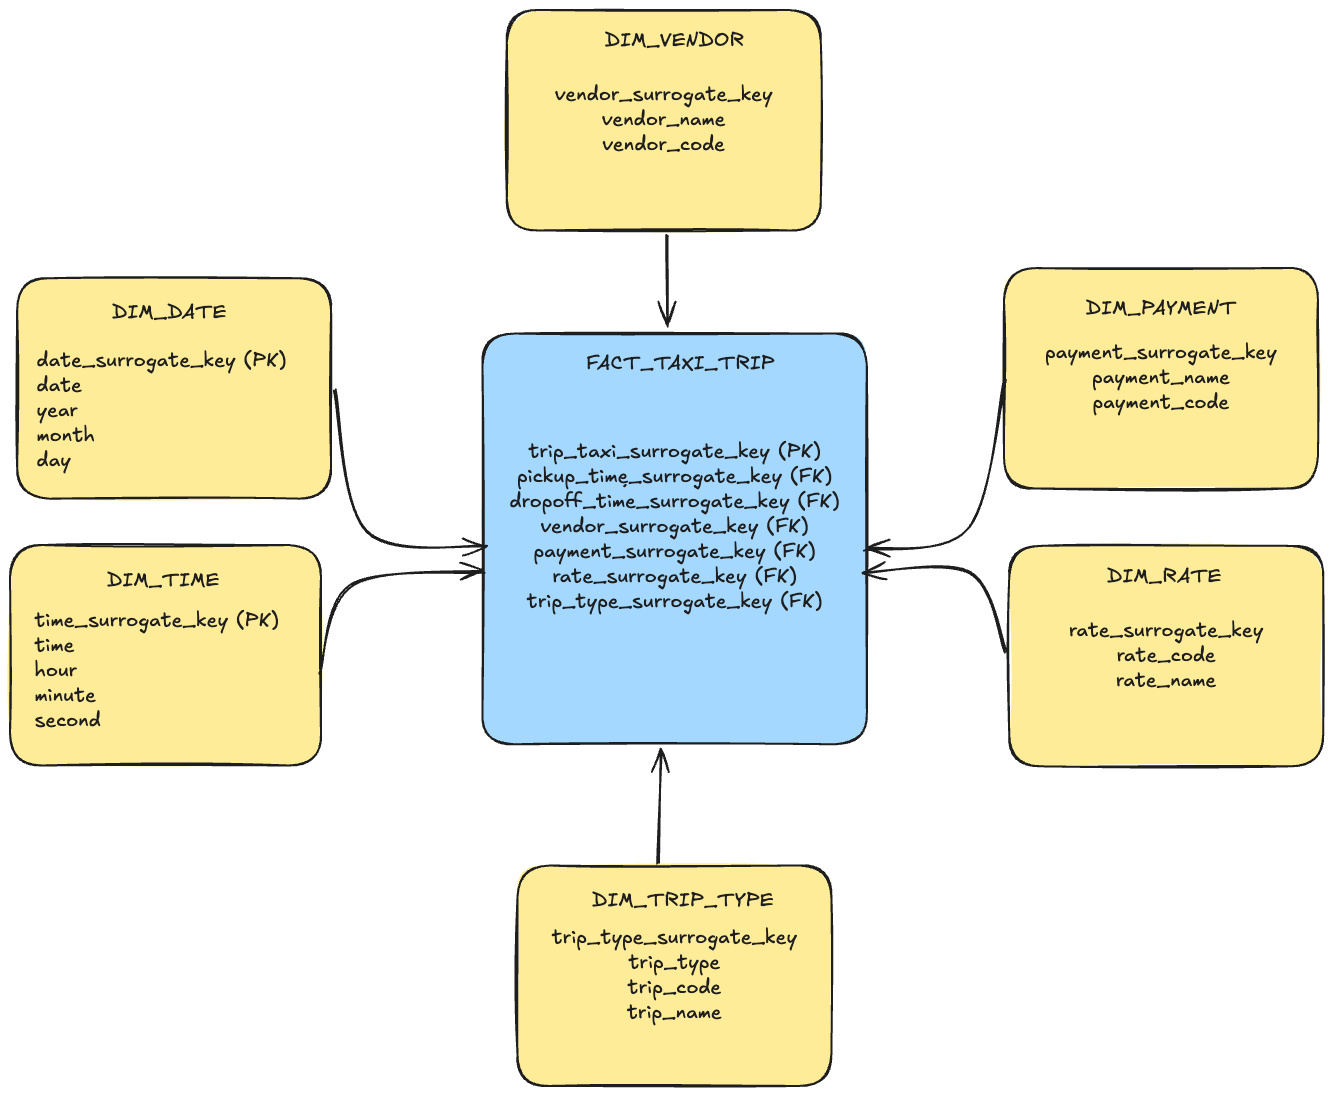 DIM_VENDOR
vendor_surrogate_key
vendor_name
vendor_code
DIM_DATE
date_surrogate_key (PK)
date
year
month
day
FACT_TAXI_TRIP
trip_taxi_surrogate_key (PK)
pickup_time_surrogate_key (FK)
dropoff_time_surrogate_key (FK)
vendor_surrogate_key (FK)
payment_surrogate_key (FK)
rate_surrogate_key (FK)
trip_type_surrogate_key (FK)
DIM_PAYMENT
payment_surrogate_key
payment_name
payment_code
DIM_TIME
time_surrogate_key (PK)
time
hour
minute
second
DIM_RATE
rate_surrogate_key
rate_code
rate_name
DIM_TRIP_TYPE
trip_type_surrogate_key
trip_type
trip_code
trip_name